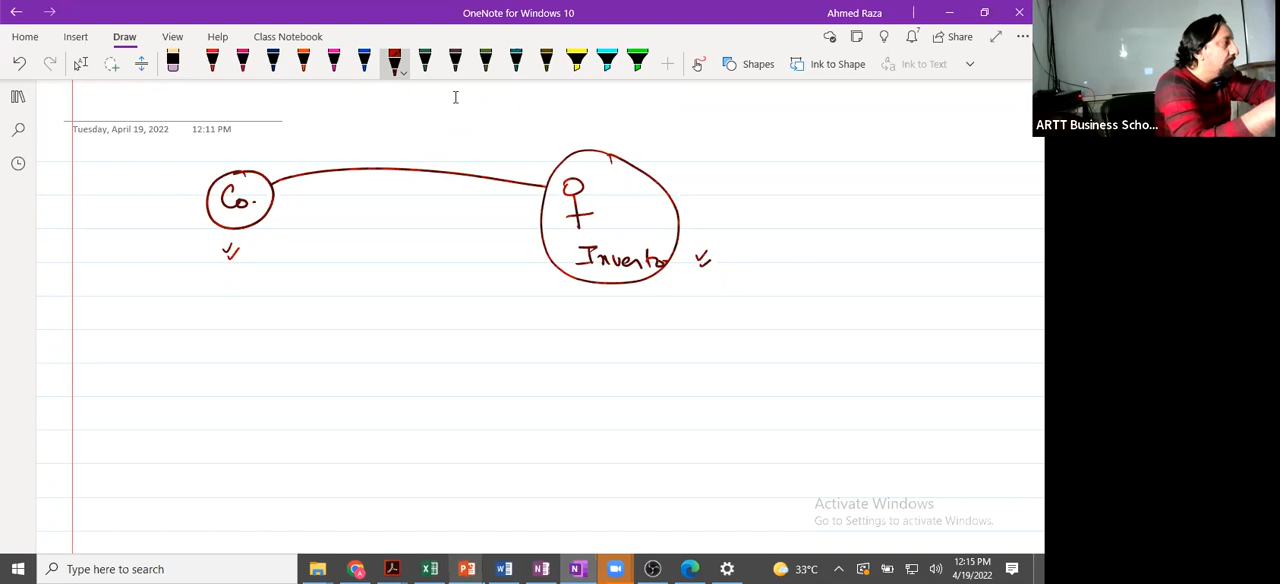 OneNote for Windows 10
Ahmed Raza
Home Insert Draw View Help Class Notebook
Share
Shapes Ink to Shape Ink to Text
ARTT Business Scho...
Tuesday, April 19, 2022 12:11 PM
Co.
Investor
Activate Windows
Go to Settings to activate Windows.
Type here to search
33°C
12:15 PM
4/19/2022